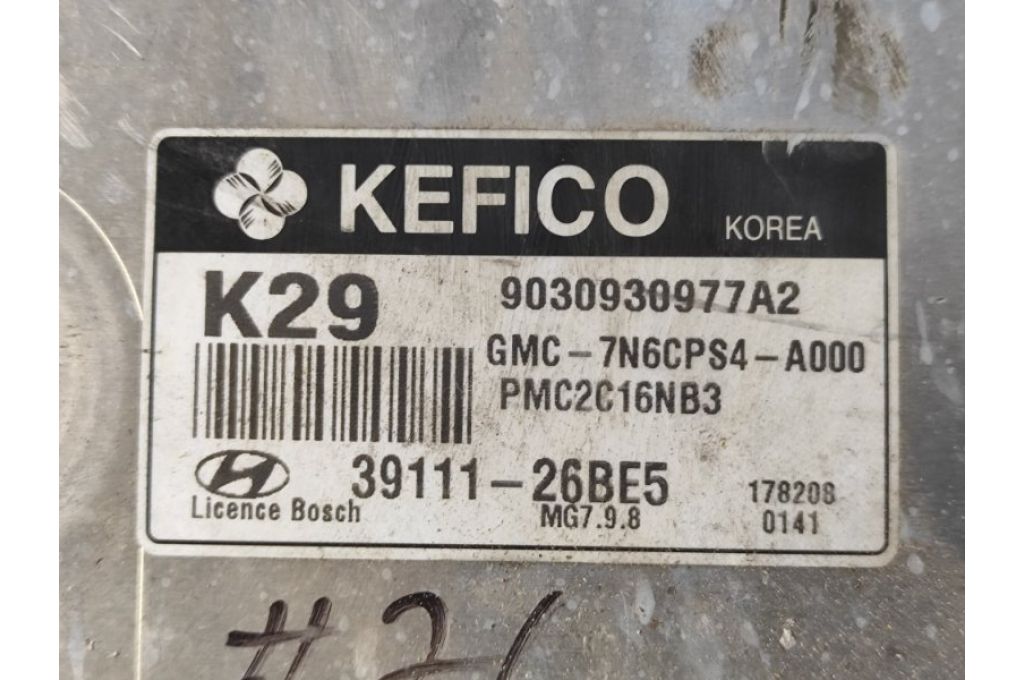 KEFICO KOREA
K29 9030930977A2
GMC-7N6CPS4-A000
PMC2C16NB3
39111-26BE5 178208
Licence Bosch MG7.9.8 0141